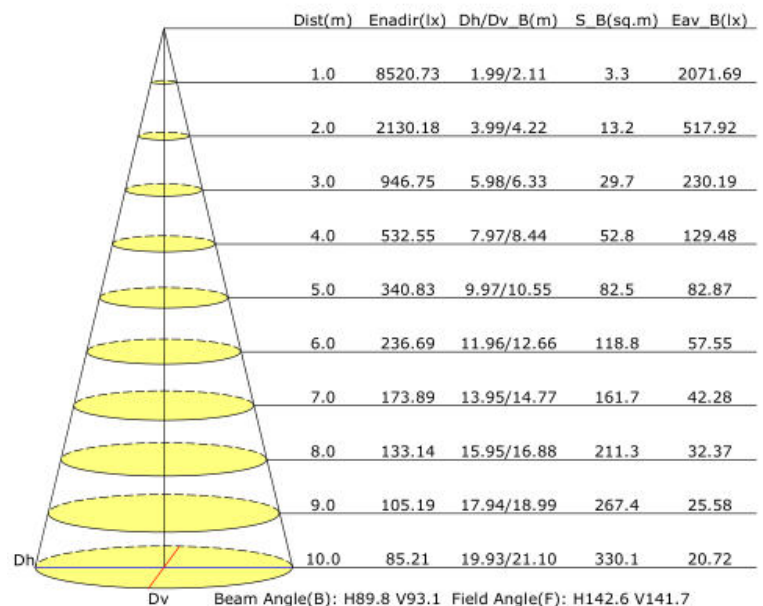 Dist(m) Enadir(lx) Dh/Dv_B(m) S_B(sq.m) Eav_B(lx)
1.0 8520.73 1.99/2.11 3.3 2071.69
2.0 2130.18 3.99/4.22 13.2 517.92
3.0 946.75 5.98/6.33 29.7 230.19
4.0 532.55 7.97/8.44 52.8 129.48
5.0 340.83 9.97/10.55 82.5 82.87
6.0 236.69 11.96/12.66 118.8 57.55
7.0 173.89 13.95/14.77 161.7 42.28
8.0 133.14 15.95/16.88 211.3 32.37
9.0 105.19 17.94/18.99 267.4 25.58
Dh 10.0 85.21 19.93/21.10 330.1 20.72
Dv Beam Angle(B): H89.8 V93.1 Field Angle(F): H142.6 V141.7